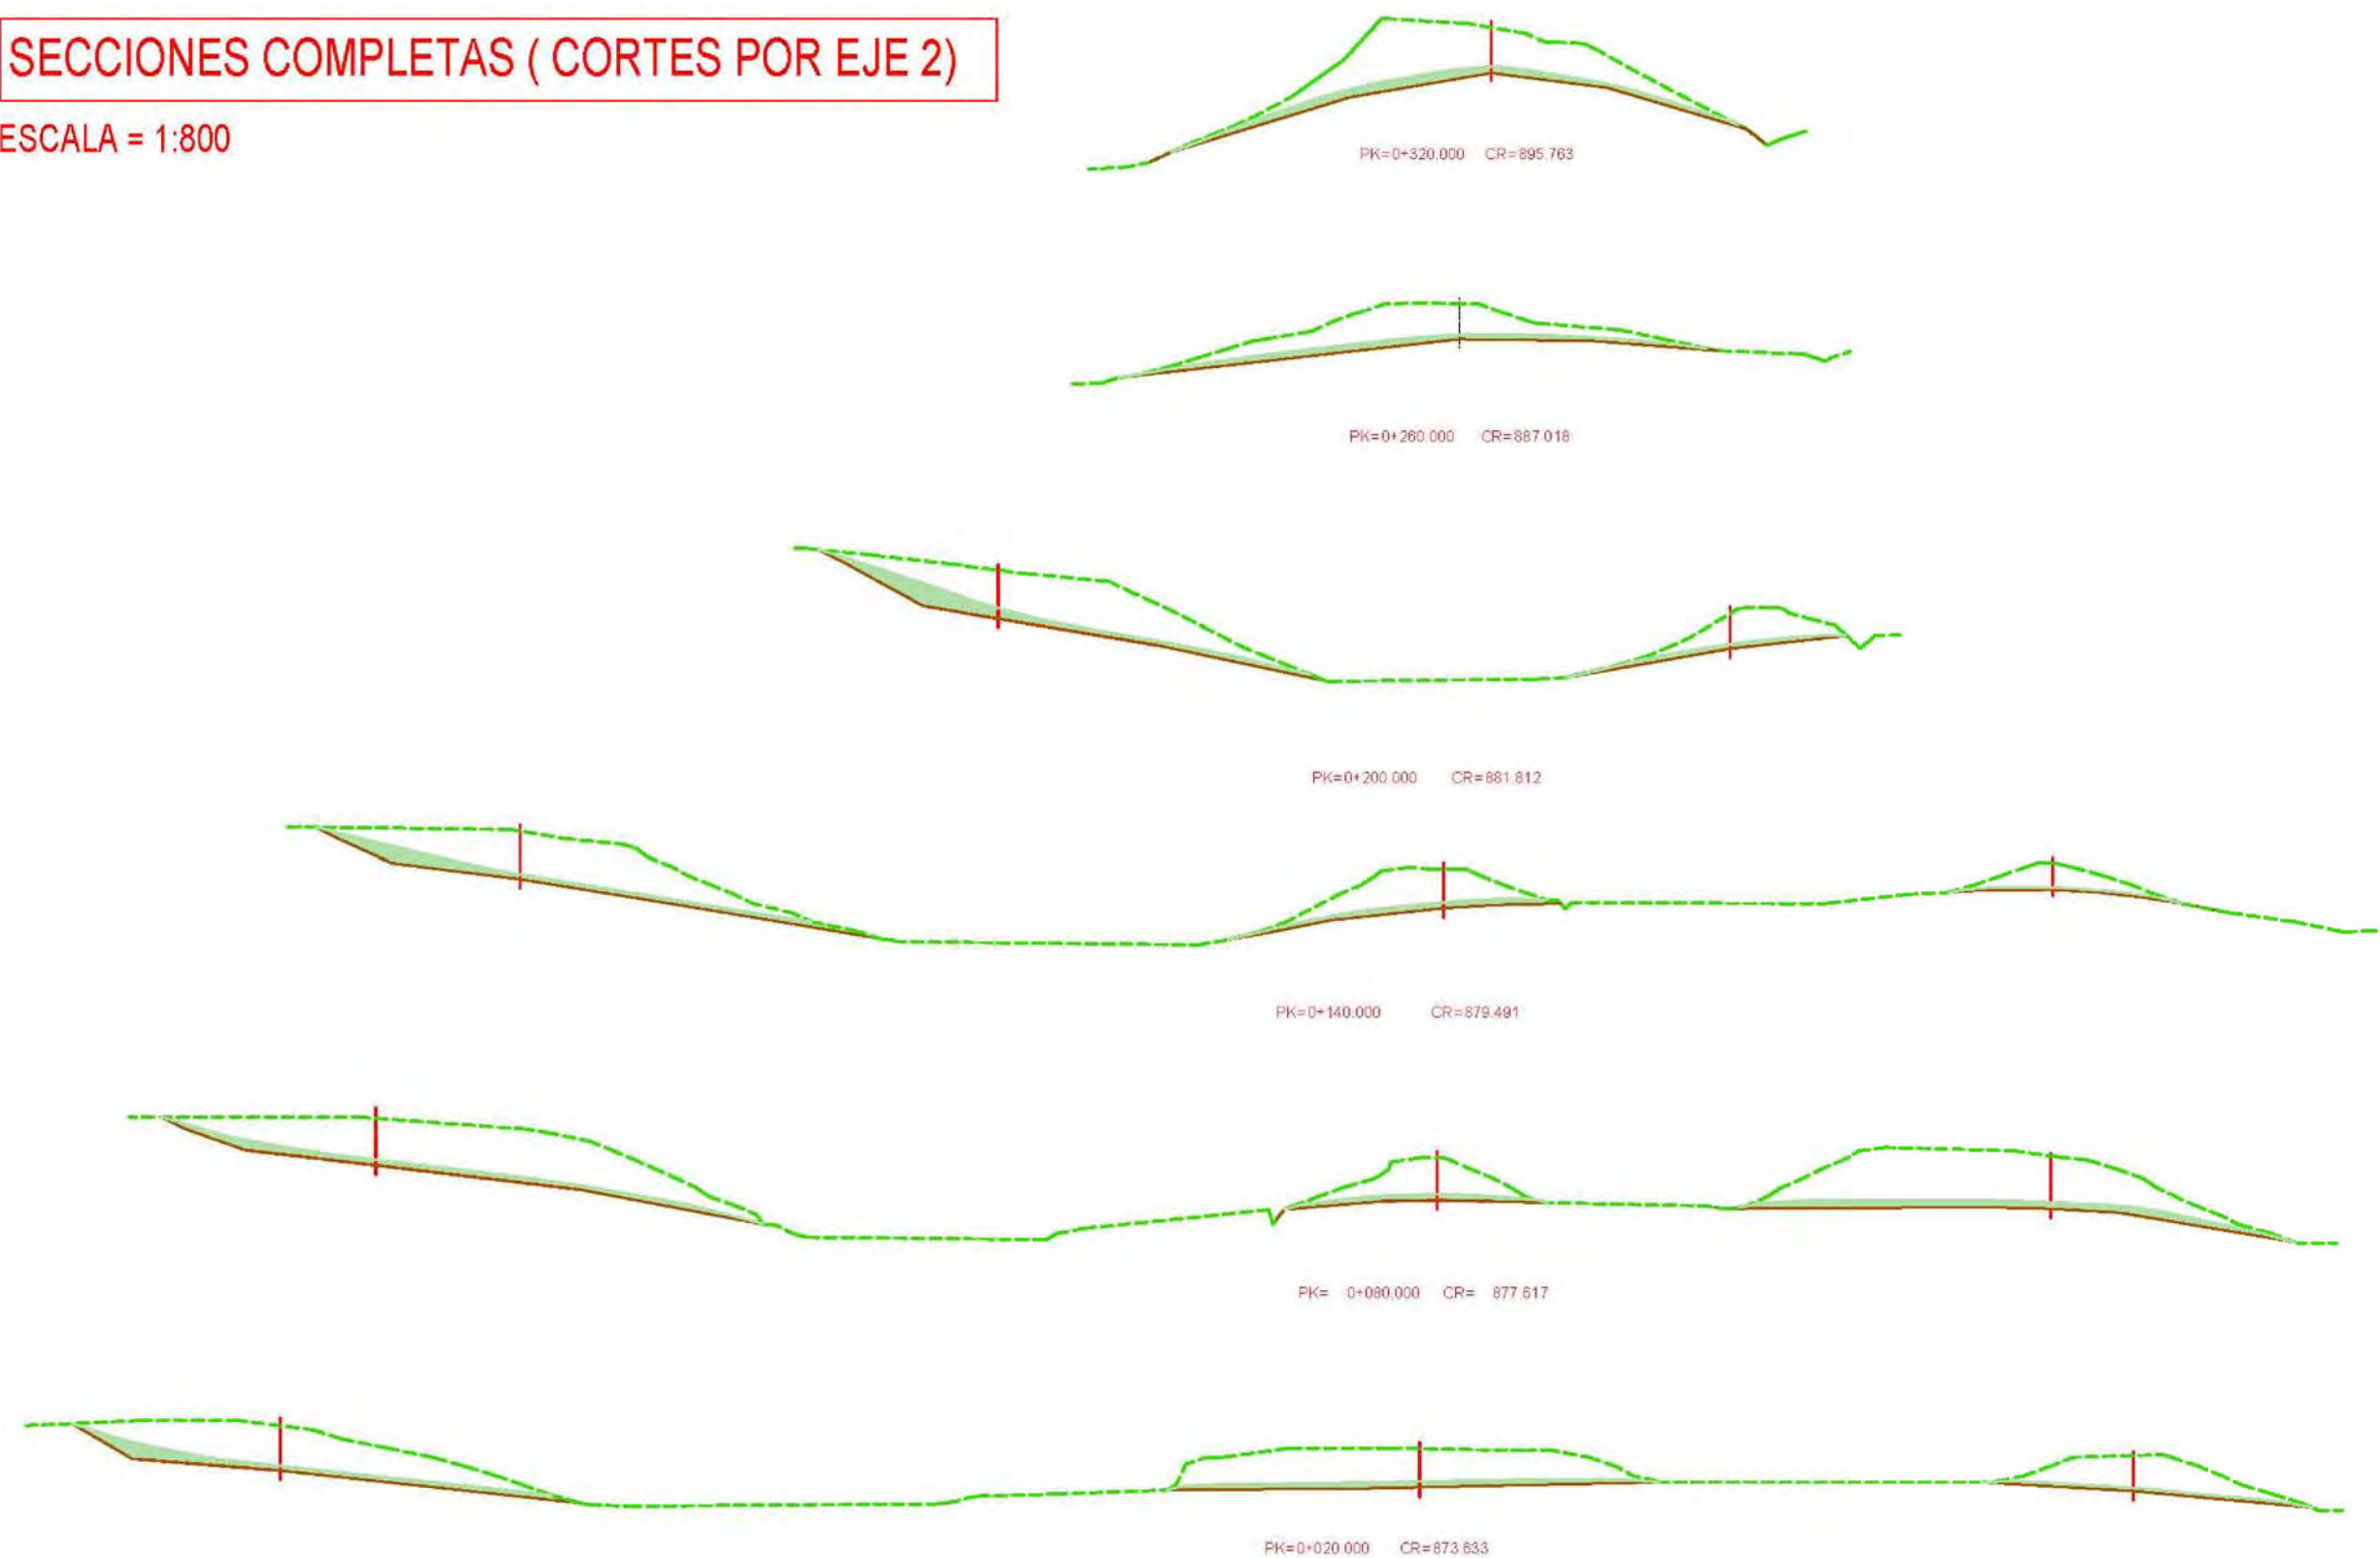 SECCIONES COMPLETAS ( CORTES POR EJE 2)
ESCALA = 1:800
PK=0+320.000 CR=895.763
PK=0+260.000 CR=887.018
PK=0+200.000 CR=881.812
PK=0+140.000 CR=879.491
PK= 0+080.000 CR= 877.617
PK=0+020.000 CR=873.633